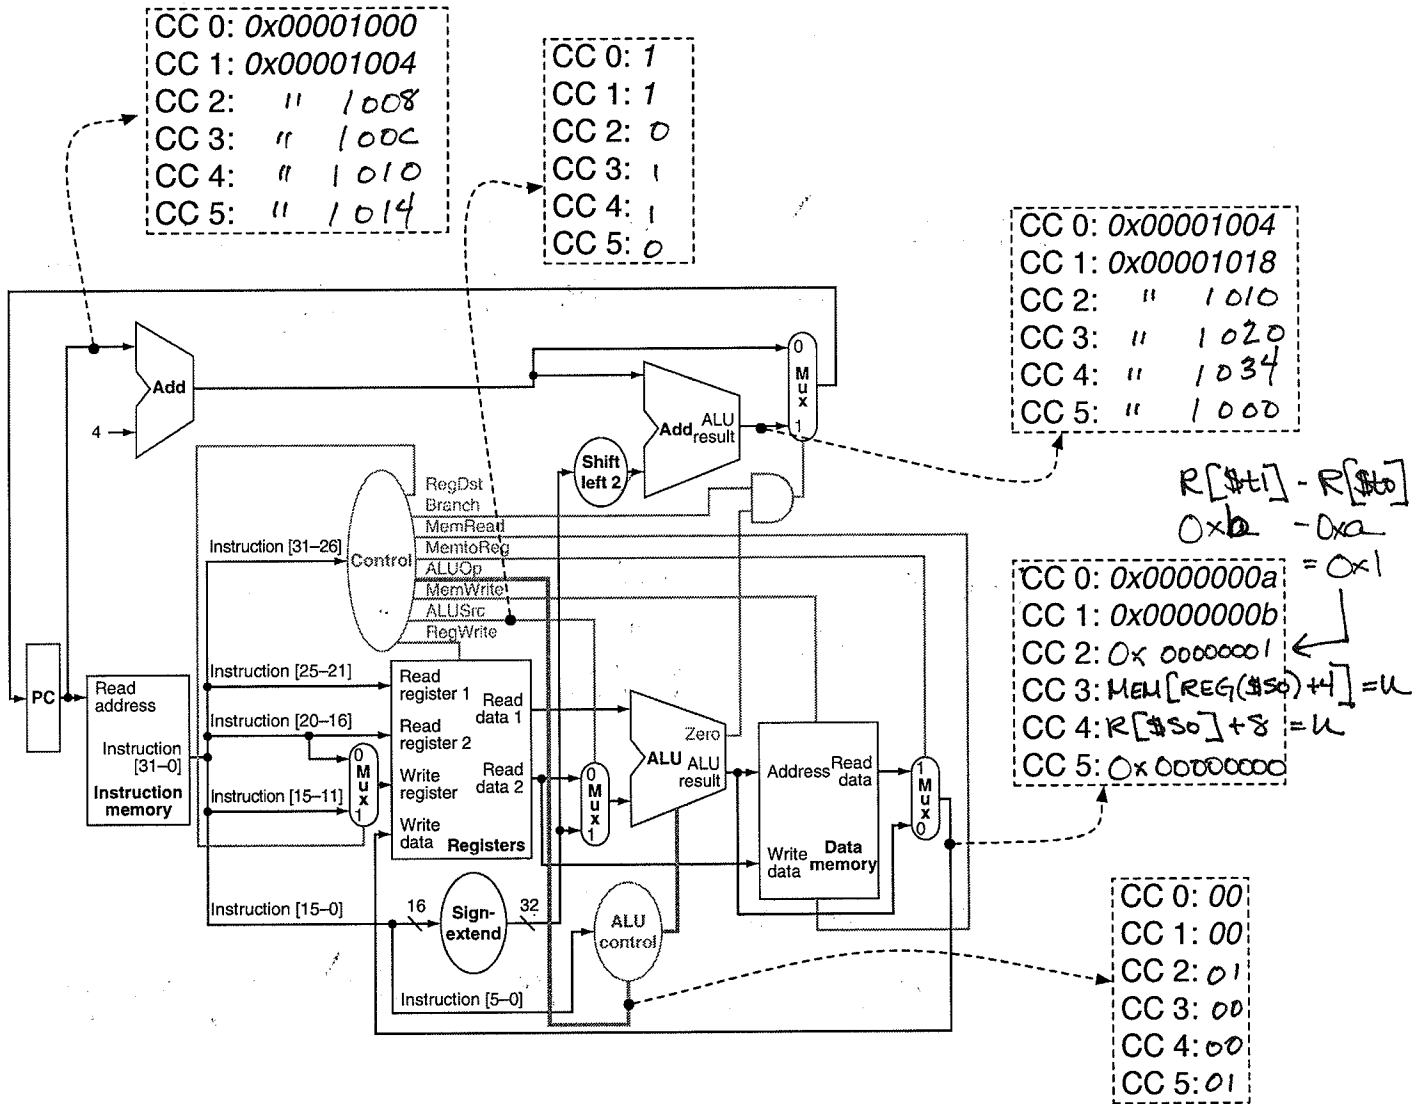 CC 0: 0x00001000
CC 1: 0x00001004
CC 2: " 1008
CC 3: " 100C
CC 4: " 1010
CC 5: " 1014
CC 0: 1
CC 1: 1
CC 2: 0
CC 3: 1
CC 4: 1
CC 5: 0
CC 0: 0x00001004
CC 1: 0x00001018
CC 2: " 1010
CC 3: " 1020
CC 4: " 1034
CC 5: " 1000
R[$t1] - R[$t0]
0xb - 0xa
= 0x1
CC 0: 0x0000000a
CC 1: 0x0000000b
CC 2: 0x 00000001
CC 3: MEM[REG($S0)+4] = U
CC 4: R[$S0]+8 = U
CC 5: 0x00000000
CC 0: 00
CC 1: 00
CC 2: 01
CC 3: 00
CC 4: 00
CC 5: 01
Add
4
0
Mux
1
Add
ALU
result
Shift
left 2
RegDst
Branch
MemRead
MemtoReg
ALUOp
MemWrite
ALUSrc
RegWrite
Control
Instruction [31–26]
Instruction [25–21]
Instruction [20–16]
Instruction [15–11]
Instruction [15–0]
Instruction [5–0]
PC
Read
address
Instruction
[31–0]
Instruction
memory
0
Mux
1
Read
register 1
Read
register 2
Write
register
Write
data
Read
data 1
Read
data 2
Registers
0
Mux
1
Zero
ALU
ALU
result
Address
Read
data
Write
data
Data
memory
1
Mux
0
16
Sign-
extend
32
ALU
control